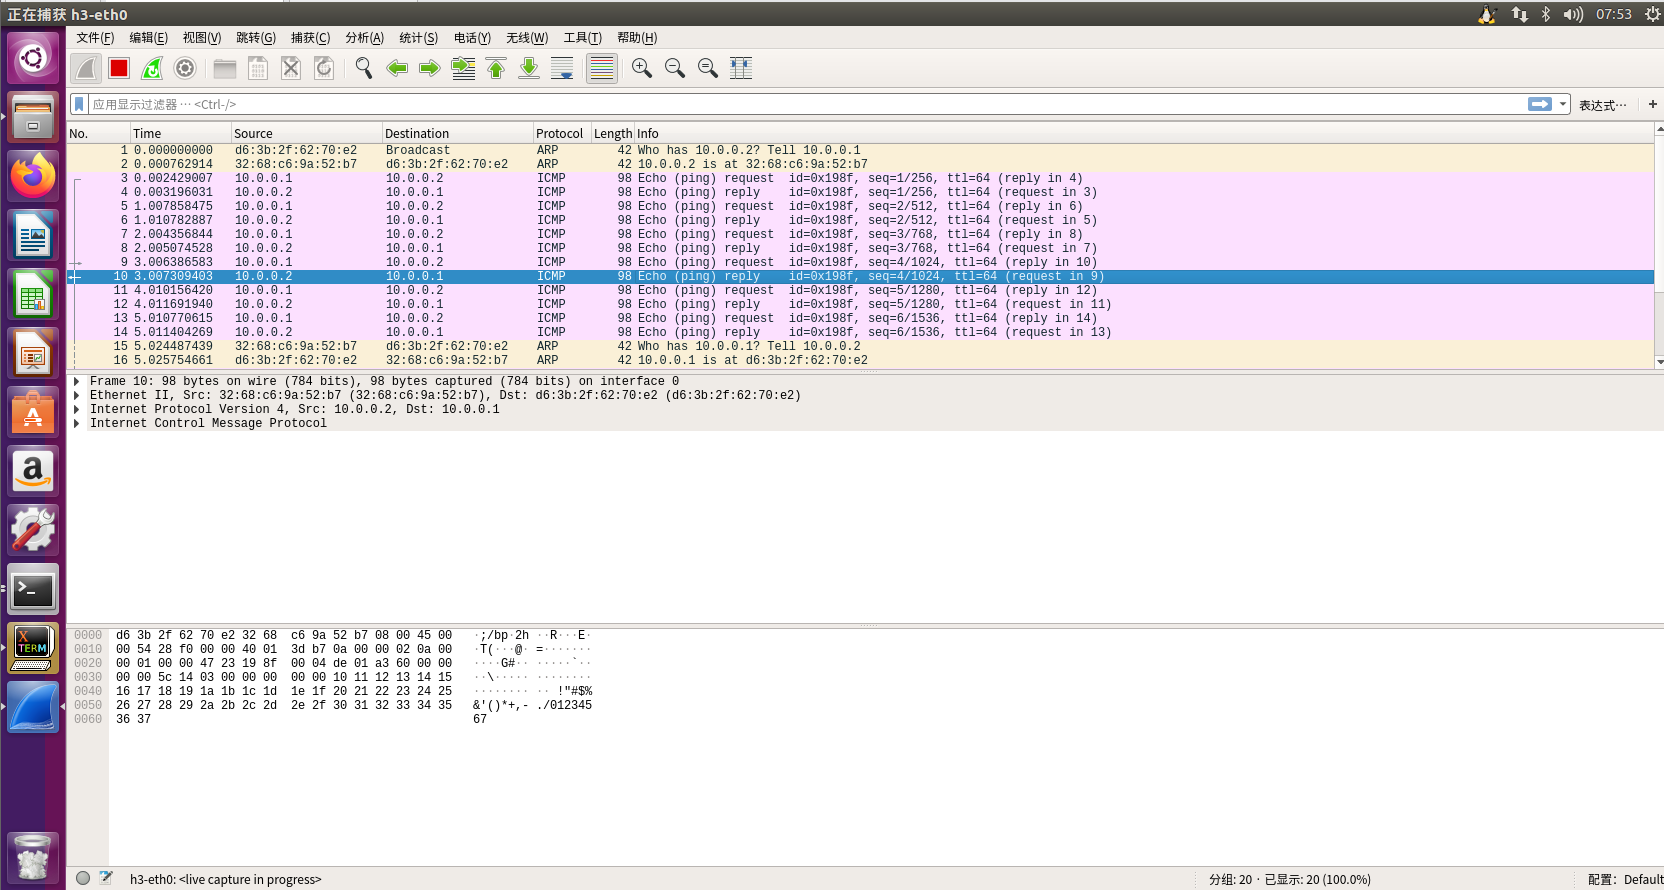 正在捕获 h3-eth0
07:53
文件(F) 编辑(E) 视图(V) 跳转(G) 捕获(C) 分析(A) 统计(S) 电话(Y) 无线(W) 工具(T) 帮助(H)
应用显示过滤器 ⋯ <Ctrl-/>
表达式⋯ +
No. Time Source Destination Protocol Length Info
1 0.000000000 d6:3b:2f:62:70:e2 Broadcast ARP 42 Who has 10.0.0.2? Tell 10.0.0.1
2 0.000762914 32:68:c6:9a:52:b7 d6:3b:2f:62:70:e2 ARP 42 10.0.0.2 is at 32:68:c6:9a:52:b7
3 0.002429007 10.0.0.1 10.0.0.2 ICMP 98 Echo (ping) request id=0x198f, seq=1/256, ttl=64 (reply in 4)
4 0.003196031 10.0.0.2 10.0.0.1 ICMP 98 Echo (ping) reply id=0x198f, seq=1/256, ttl=64 (request in 3)
5 1.007858475 10.0.0.1 10.0.0.2 ICMP 98 Echo (ping) request id=0x198f, seq=2/512, ttl=64 (reply in 6)
6 1.010782887 10.0.0.2 10.0.0.1 ICMP 98 Echo (ping) reply id=0x198f, seq=2/512, ttl=64 (request in 5)
7 2.004356844 10.0.0.1 10.0.0.2 ICMP 98 Echo (ping) request id=0x198f, seq=3/768, ttl=64 (reply in 8)
8 2.005074528 10.0.0.2 10.0.0.1 ICMP 98 Echo (ping) reply id=0x198f, seq=3/768, ttl=64 (request in 7)
9 3.006386583 10.0.0.1 10.0.0.2 ICMP 98 Echo (ping) request id=0x198f, seq=4/1024, ttl=64 (reply in 10)
10 3.007309403 10.0.0.2 10.0.0.1 ICMP 98 Echo (ping) reply id=0x198f, seq=4/1024, ttl=64 (request in 9)
11 4.010156420 10.0.0.1 10.0.0.2 ICMP 98 Echo (ping) request id=0x198f, seq=5/1280, ttl=64 (reply in 12)
12 4.011691940 10.0.0.2 10.0.0.1 ICMP 98 Echo (ping) reply id=0x198f, seq=5/1280, ttl=64 (request in 11)
13 5.010770615 10.0.0.1 10.0.0.2 ICMP 98 Echo (ping) request id=0x198f, seq=6/1536, ttl=64 (reply in 14)
14 5.011404269 10.0.0.2 10.0.0.1 ICMP 98 Echo (ping) reply id=0x198f, seq=6/1536, ttl=64 (request in 13)
15 5.024487439 32:68:c6:9a:52:b7 d6:3b:2f:62:70:e2 ARP 42 Who has 10.0.0.1? Tell 10.0.0.2
16 5.025754661 d6:3b:2f:62:70:e2 32:68:c6:9a:52:b7 ARP 42 10.0.0.1 is at d6:3b:2f:62:70:e2
Frame 10: 98 bytes on wire (784 bits), 98 bytes captured (784 bits) on interface 0
Ethernet II, Src: 32:68:c6:9a:52:b7 (32:68:c6:9a:52:b7), Dst: d6:3b:2f:62:70:e2 (d6:3b:2f:62:70:e2)
Internet Protocol Version 4, Src: 10.0.0.2, Dst: 10.0.0.1
Internet Control Message Protocol
0000 d6 3b 2f 62 70 e2 32 68 c6 9a 52 b7 08 00 45 00 ·;/bp·2h ··R···E·
0010 00 54 28 f0 00 00 40 01 3d b7 0a 00 00 02 0a 00 ·T(···@· =·······
0020 00 01 00 00 47 23 19 8f 00 04 de 01 a3 60 00 00 ····G#·· ·····`··
0030 00 00 5c 14 03 00 00 00 00 00 10 11 12 13 14 15 ··\····· ········
0040 16 17 18 19 1a 1b 1c 1d 1e 1f 20 21 22 23 24 25 ········ ·· !"#$%
0050 26 27 28 29 2a 2b 2c 2d 2e 2f 30 31 32 33 34 35 &'()*+,- ./012345
0060 36 37 67
X
TERM
h3-eth0: <live capture in progress> 分组: 20 · 已显示: 20 (100.0%) 配置: Default